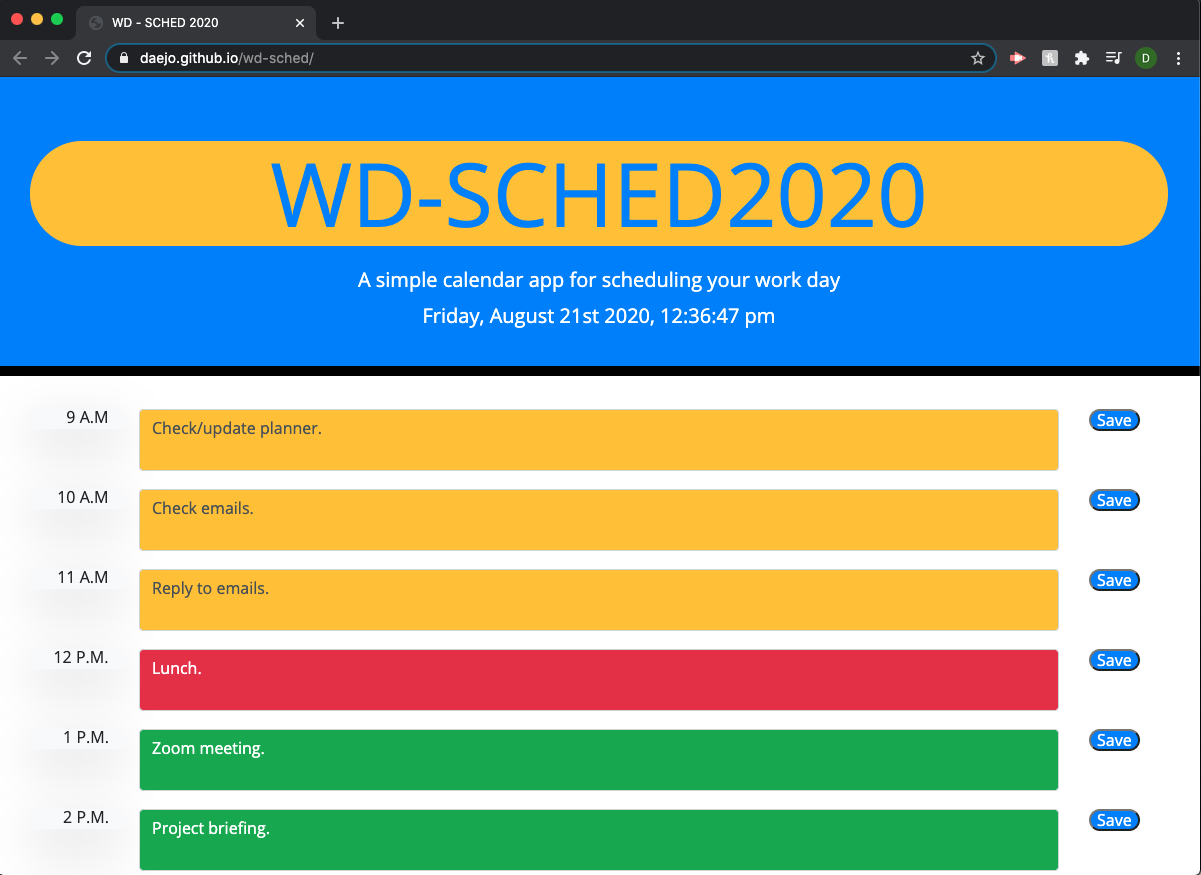 WD - SCHED 2020
daejo.github.io/wd-sched/
D
WD-SCHED2020
A simple calendar app for scheduling your work day
Friday, August 21st 2020, 12:36:47 pm
9 A.M Check/update planner. Save
10 A.M Check emails. Save
11 A.M Reply to emails. Save
12 P.M. Lunch. Save
1 P.M. Zoom meeting. Save
2 P.M. Project briefing. Save